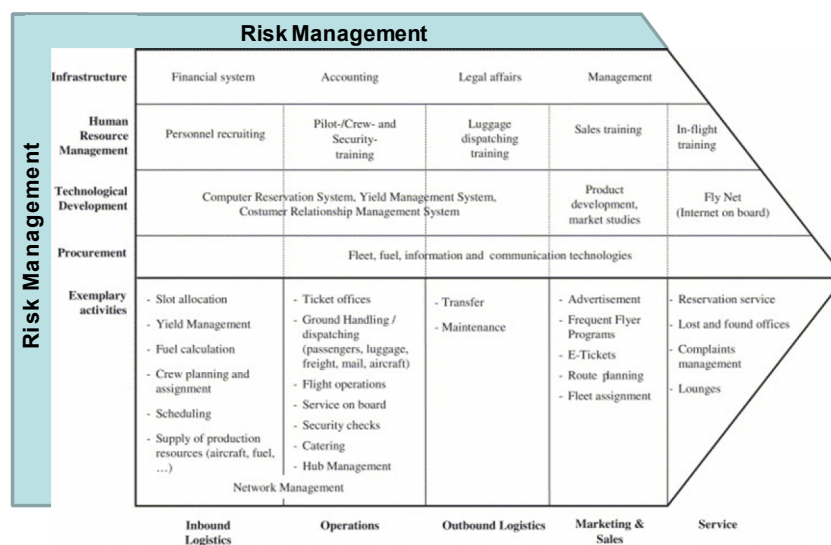 Risk Management
Risk Management
Infrastructure
Financial system
Accounting
Legal affairs
Management
Human
Resource
Management
Personnel recruiting
Pilot-/Crew- and
Security-
training
Luggage
dispatching
training
Sales training
In-flight
training
Technological
Development
Computer Reservation System, Yield Management System,
Costumer Relationship Management System
Product
development,
market studies
Fly Net
(Internet on board)
Procurement
Fleet, fuel, information and communication technologies
Exemplary
activities
- Slot allocation
- Yield Management
- Fuel calculation
- Crew planning and
assignment
- Scheduling
- Supply of production
resources (aircraft, fuel,
…)
- Ticket offices
- Ground Handling /
dispatching
(passengers, luggage,
freight, mail, aircraft)
- Flight operations
- Service on board
- Security checks
- Catering
- Hub Management
Network Management
- Transfer
- Maintenance
- Advertisement
- Frequent Flyer
Programs
- E-Tickets
- Route planning
- Fleet assignment
- Reservation service
- Lost and found offices
- Complaints
management
- Lounges
Inbound
Logistics
Operations
Outbound Logistics
Marketing &
Sales
Service